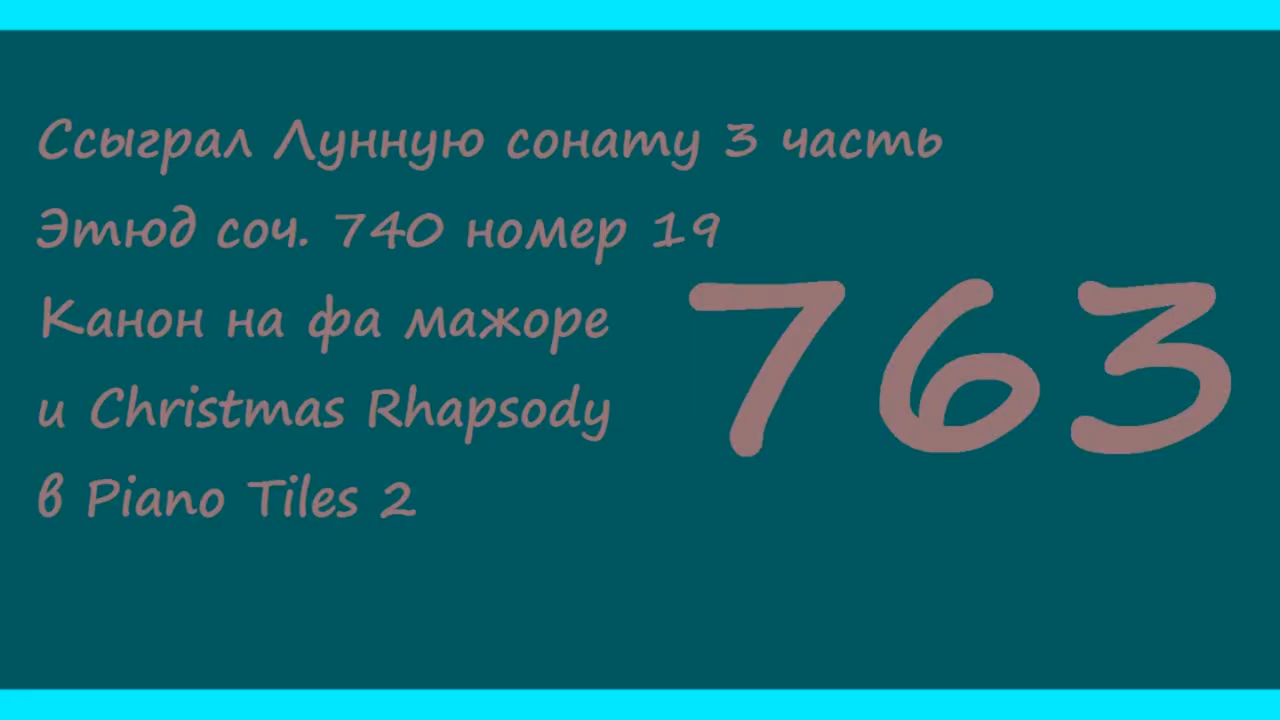 Ссыграл Лунную сонату 3 часть
Этюд соч. 740 номер 19
Канон на фа мажоре
и Christmas Rhapsody
в Piano Tiles 2
763